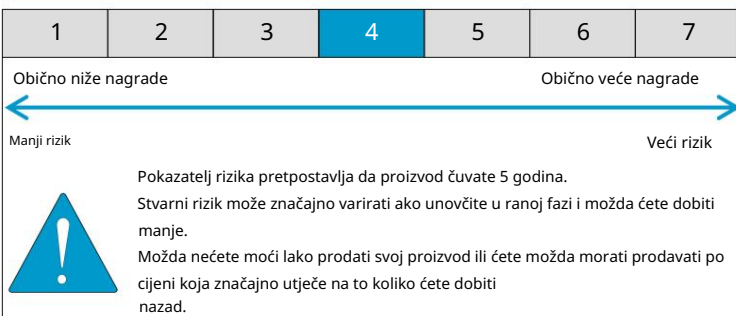 1 2 3 4 5 6 7
Obično niže nagrade Obično veće nagrade
Manji rizik Veći rizik
Pokazatelj rizika pretpostavlja da proizvod čuvate 5 godina.
Stvarni rizik može značajno varirati ako unovčite u ranoj fazi i možda ćete dobiti
manje.
Možda nećete moći lako prodati svoj proizvod ili ćete možda morati prodavati po
cijeni koja značajno utječe na to koliko ćete dobiti
nazad.